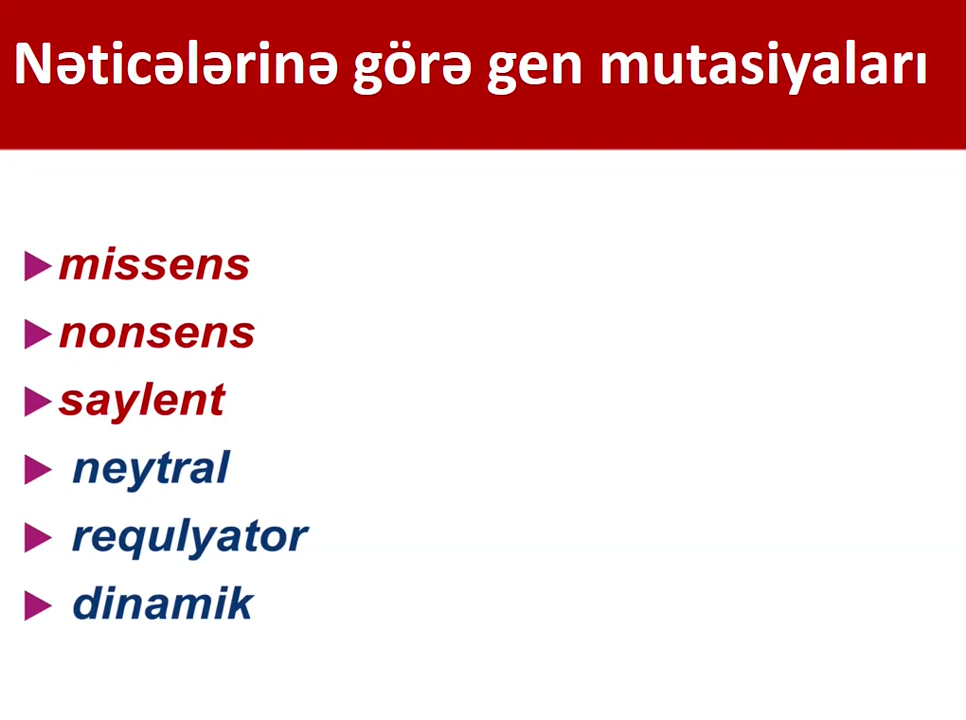 Nəticələrinə görə gen mutasiyaları
missens
nonsens
saylent
neytral
requlyator
dinamik